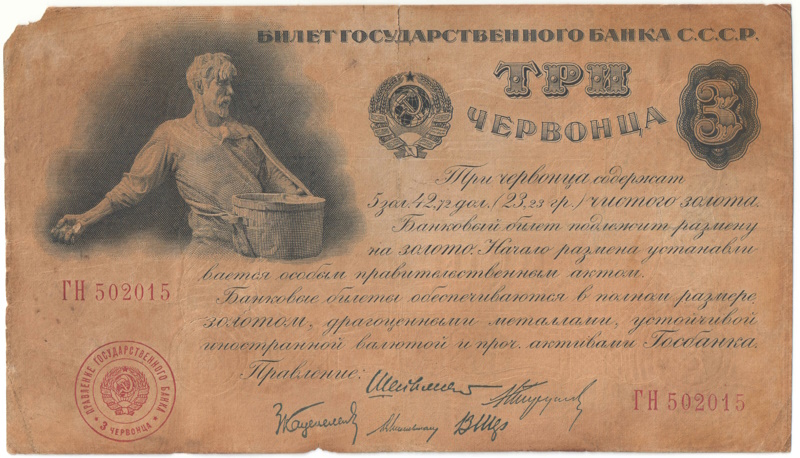 БИЛЕТ ГОСУДАРСТВЕННОГО БАНКА С.С.С.Р.
ТРИ
ЧЕРВОНЦА
3
Три червонца содержат
5 зол. 42,72 дол. (23,23 гр.) чистого золота.
Банковый билет подлежит размену
на золото. Начало размена устанавли
вается особым правительственным актом.
Банковые билеты обеспечиваются в полном размере,
золотом, драгоценными металлами, устойчивой
иностранной валютой и проч. активами Госбанка.
Правление:
ГН 502015
ГН 502015
ПРАВЛЕНИЕ ГОСУДАРСТВЕННОГО БАНКА
3 ЧЕРВОНЦА